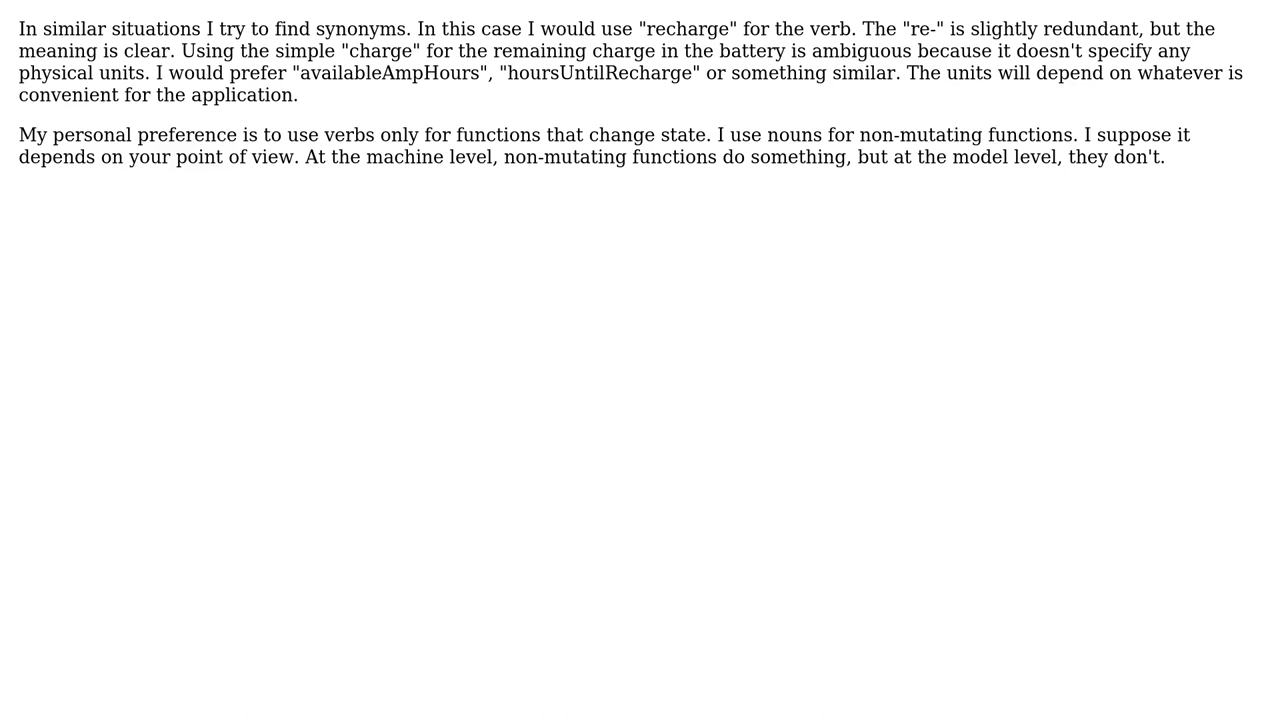 In similar situations I try to find synonyms. In this case I would use "recharge" for the verb. The "re-" is slightly redundant, but the
meaning is clear. Using the simple "charge" for the remaining charge in the battery is ambiguous because it doesn't specify any
physical units. I would prefer "availableAmpHours", "hoursUntilRecharge" or something similar. The units will depend on whatever is
convenient for the application.
My personal preference is to use verbs only for functions that change state. I use nouns for non-mutating functions. I suppose it
depends on your point of view. At the machine level, non-mutating functions do something, but at the model level, they don't.